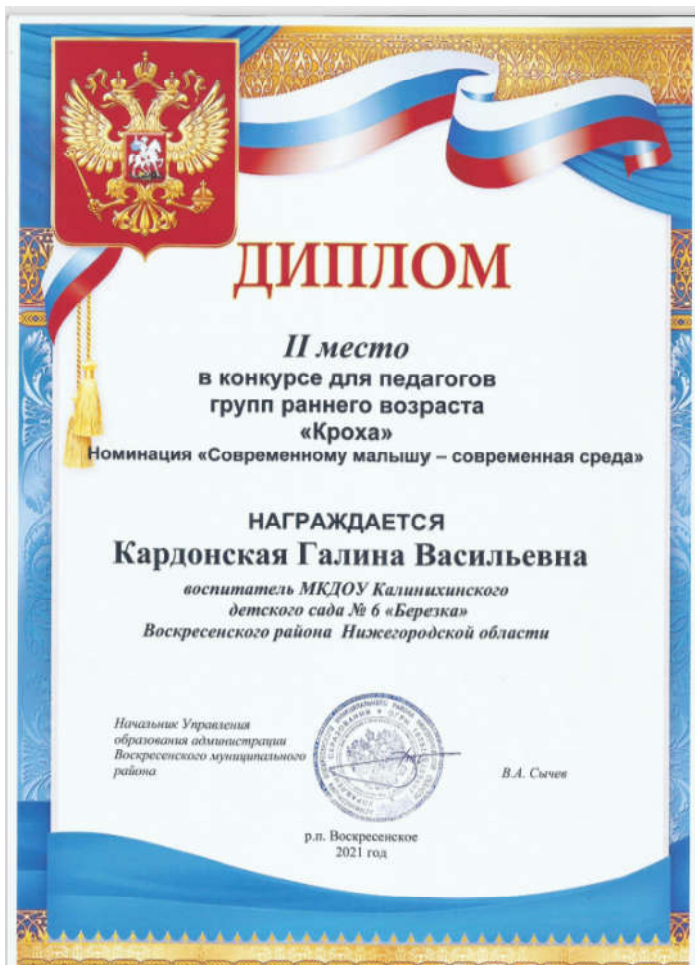 ДИПЛОМ
II место
в конкурсе для педагогов
групп раннего возраста
«Кроха»
Номинация «Современному малышу – современная среда»
НАГРАЖДАЕТСЯ
Кардонская Галина Васильевна
воспитатель МКДОУ Калинихинского
детского сада № 6 «Березка»
Воскресенского района Нижегородской области
Начальник Управления
образования администрации
Воскресенского муниципального
района
В.А. Сычев
р.п. Воскресенское
2021 год